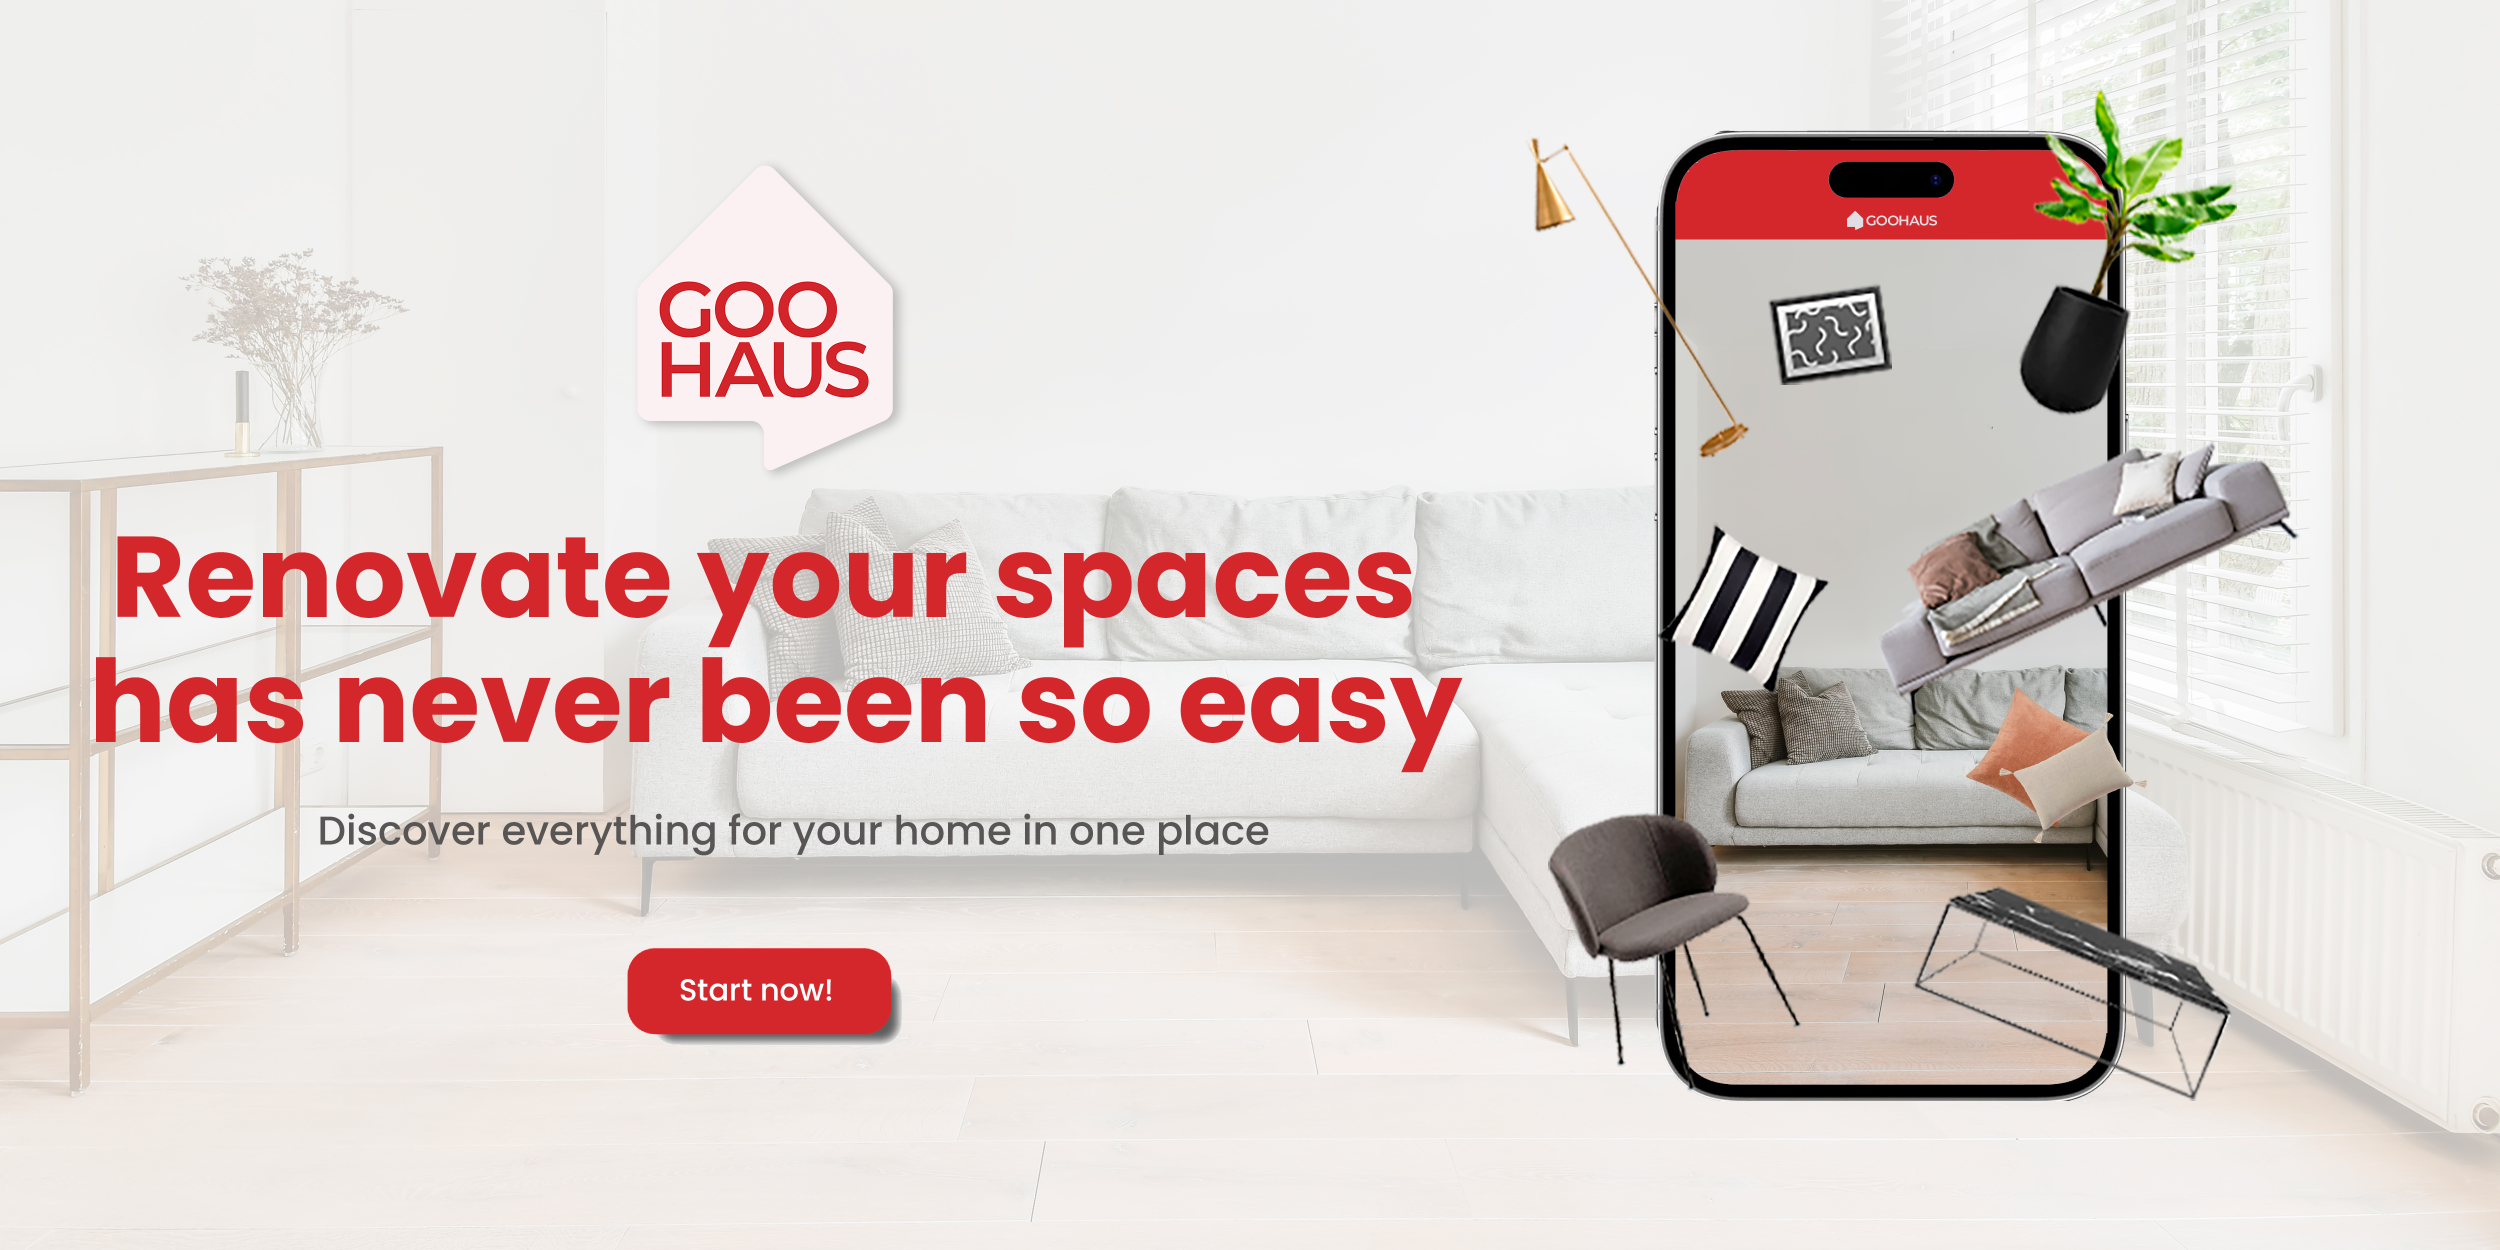 GOO
HAUS
Renovate your spaces
has never been so easy
Discover everything for your home in one place
Start now!
GOOHAUS